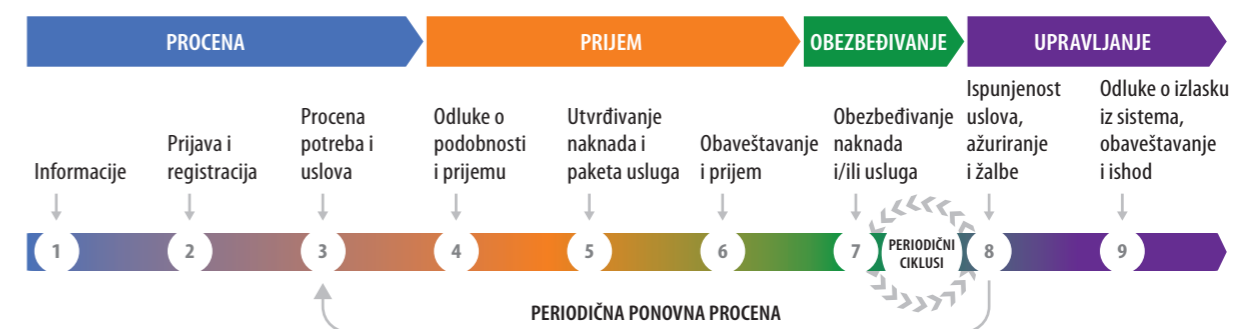 PROCENA
PRIJEM
OBEZBEĐIVANJE
UPRAVLJANJE
Informacije
Prijava i
registracija
Procena
potreba i
uslova
Odluke o
podobnosti
i prijemu
Utvrđivanje
naknada i
paketa usluga
Obaveštavanje
i prijem
Obezbeđivanje
naknada
i/ili usluga
Ispunjenost
uslova,
ažuriranje
i žalbe
Odluke o izlasku
iz sistema,
obaveštavanje
i ishod
1
2
3
4
5
6
7
PERIODIČNI
CIKLUSI
8
9
PERIODIČNA PONOVNA PROCENA